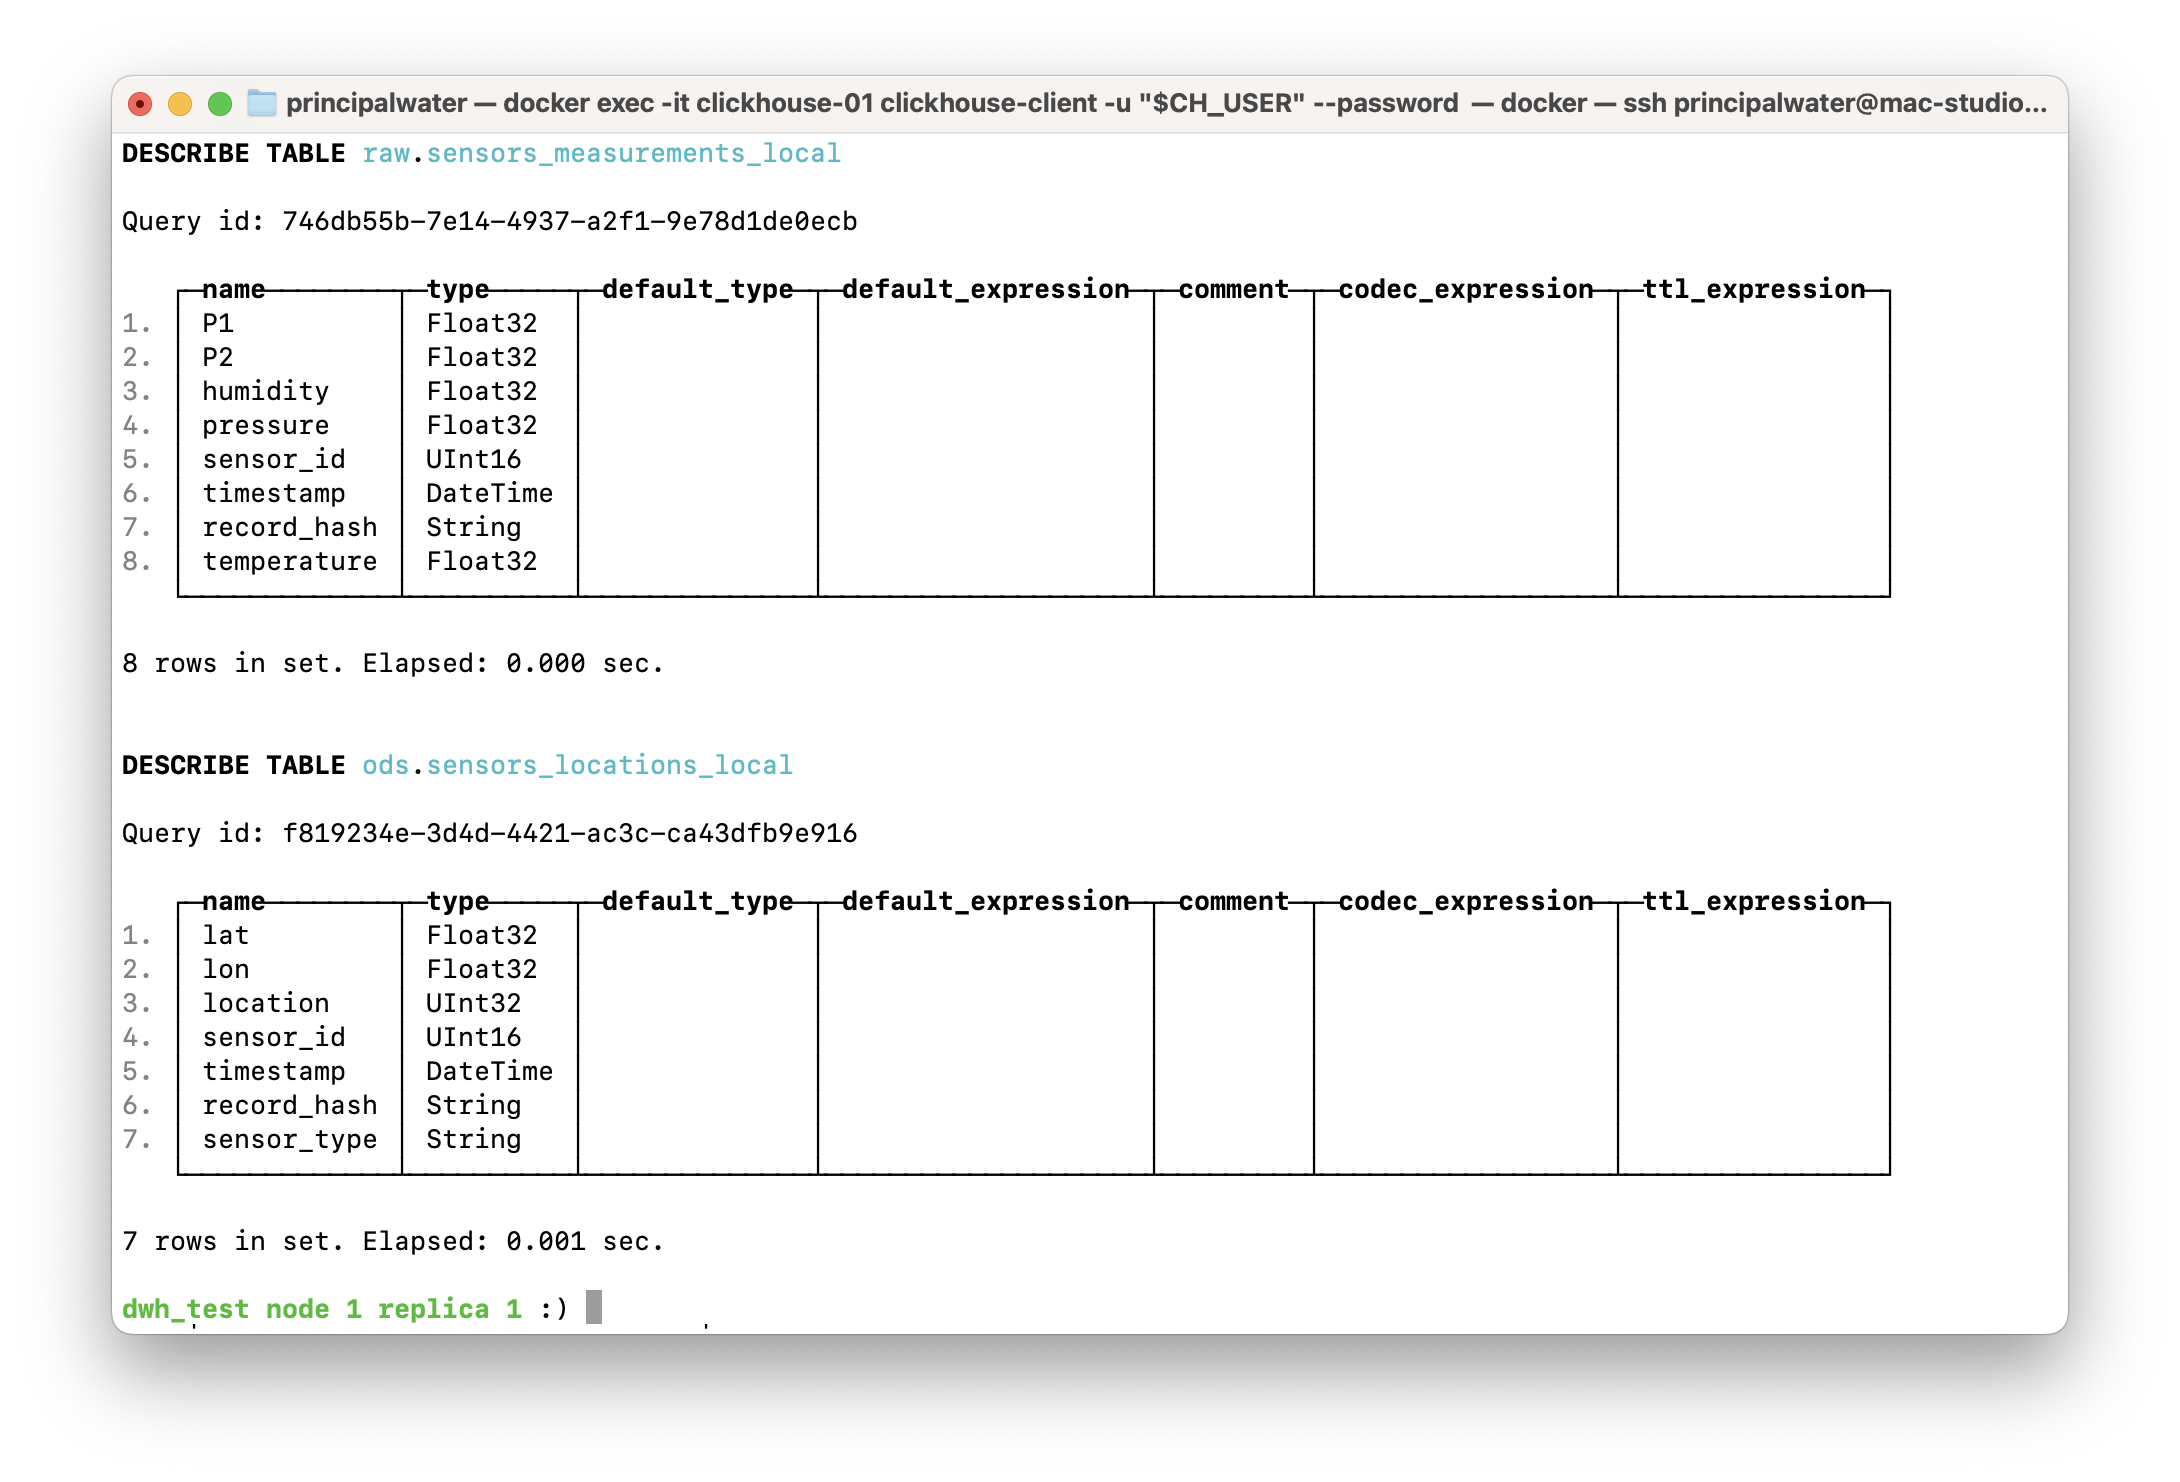 principalwater — docker exec -it clickhouse-01 clickhouse-client -u "$CH_USER" --password — docker — ssh principalwater@mac-studio...
DESCRIBE TABLE raw.sensors_measurements_local
Query id: 746db55b-7e14-4937-a2f1-9e78d1de0ecb
name type default_type default_expression comment codec_expression ttl_expression
1. P1 Float32
2. P2 Float32
3. humidity Float32
4. pressure Float32
5. sensor_id UInt16
6. timestamp DateTime
7. record_hash String
8. temperature Float32
8 rows in set. Elapsed: 0.000 sec.
DESCRIBE TABLE ods.sensors_locations_local
Query id: f819234e-3d4d-4421-ac3c-ca43dfb9e916
name type default_type default_expression comment codec_expression ttl_expression
1. lat Float32
2. lon Float32
3. location UInt32
4. sensor_id UInt16
5. timestamp DateTime
6. record_hash String
7. sensor_type String
7 rows in set. Elapsed: 0.001 sec.
dwh_test node 1 replica 1 :)